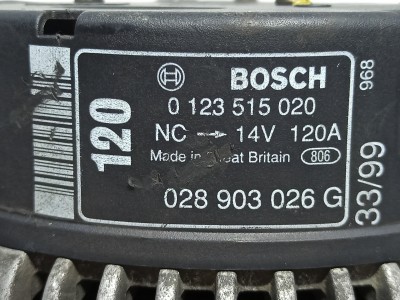 BOSCH
0 123 515 020
NC → 14V 120A
Made in Great Britain 806
028 903 026 G
120
33/99
968